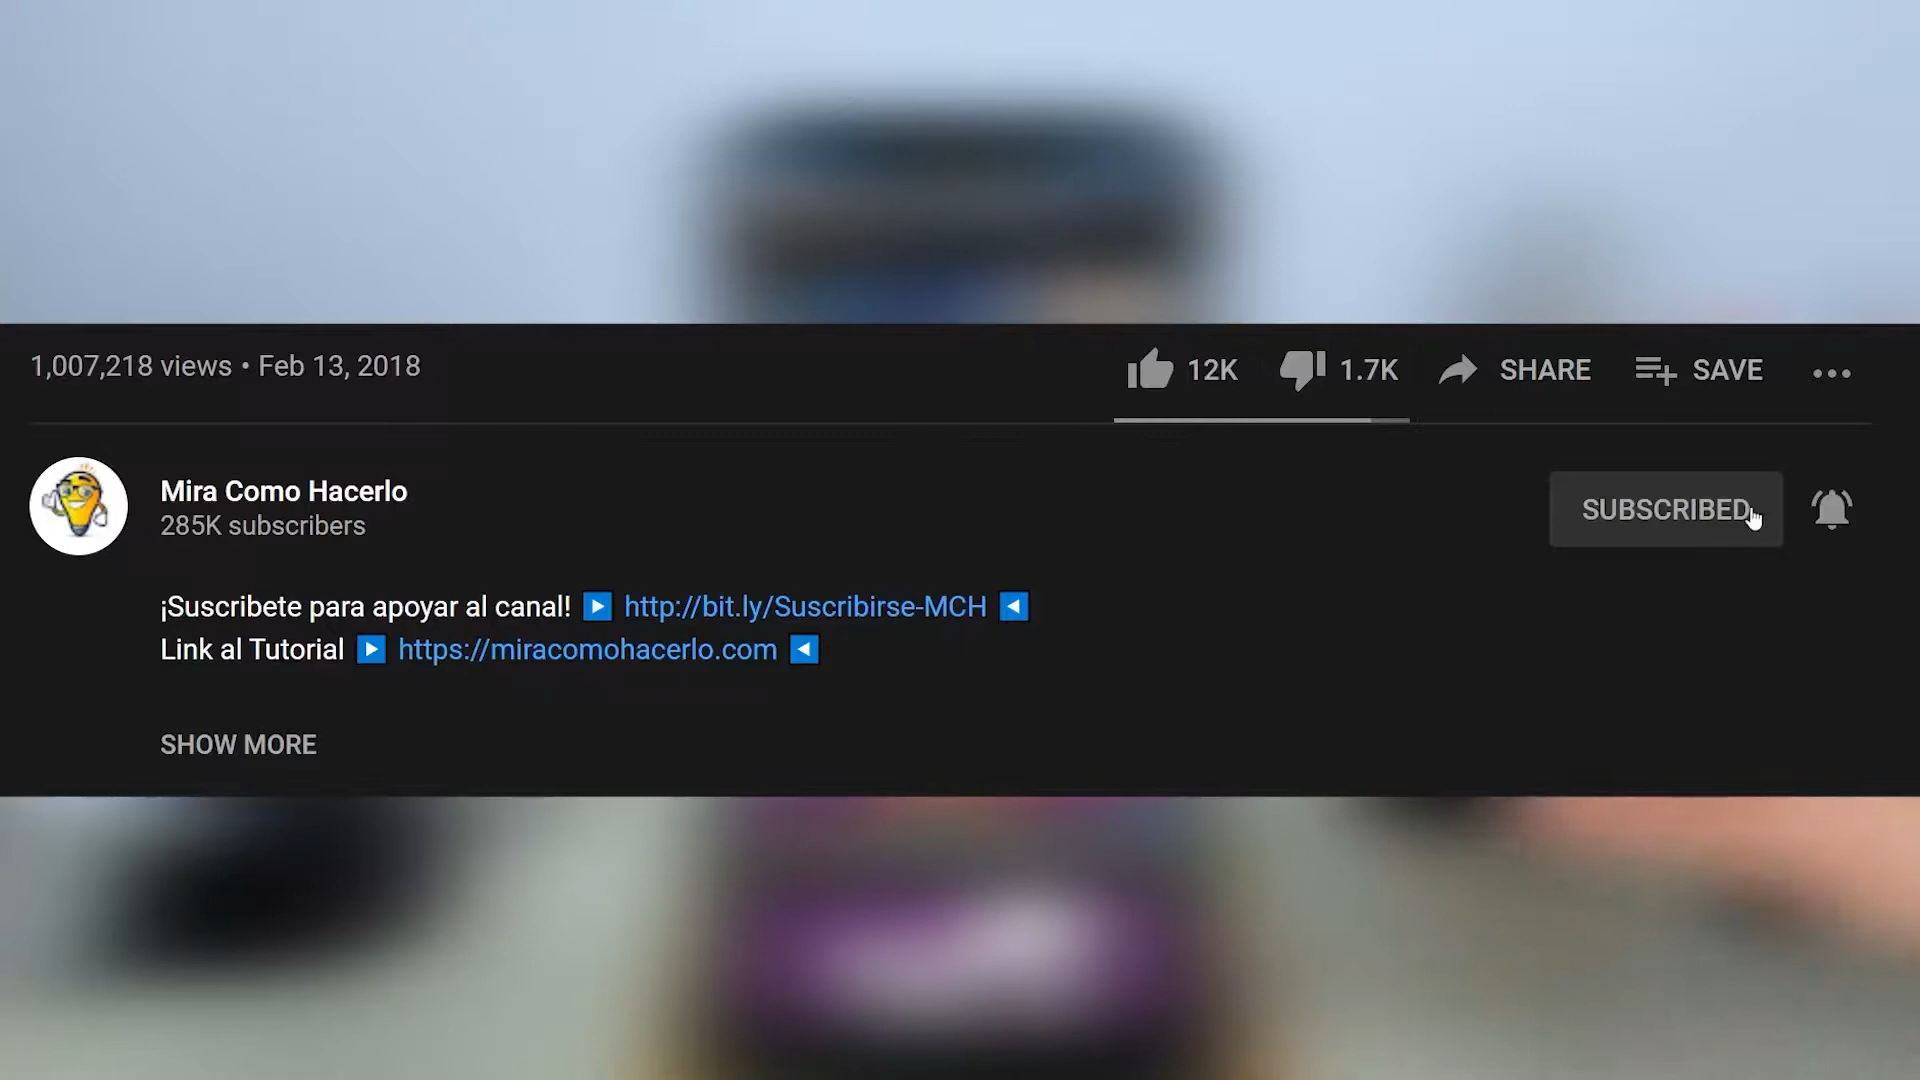 1,007,218 views • Feb 13, 2018
12K 1.7K SHARE SAVE
Mira Como Hacerlo
285K subscribers
SUBSCRIBED
¡Suscribete para apoyar al canal! ▶ http://bit.ly/Suscribirse-MCH ◀
Link al Tutorial ▶ https://miracomohacerlo.com ◀
SHOW MORE